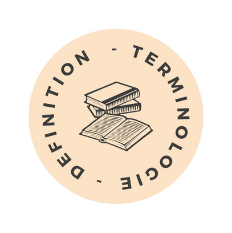 DEFINITION - TERMINOLOGIE -